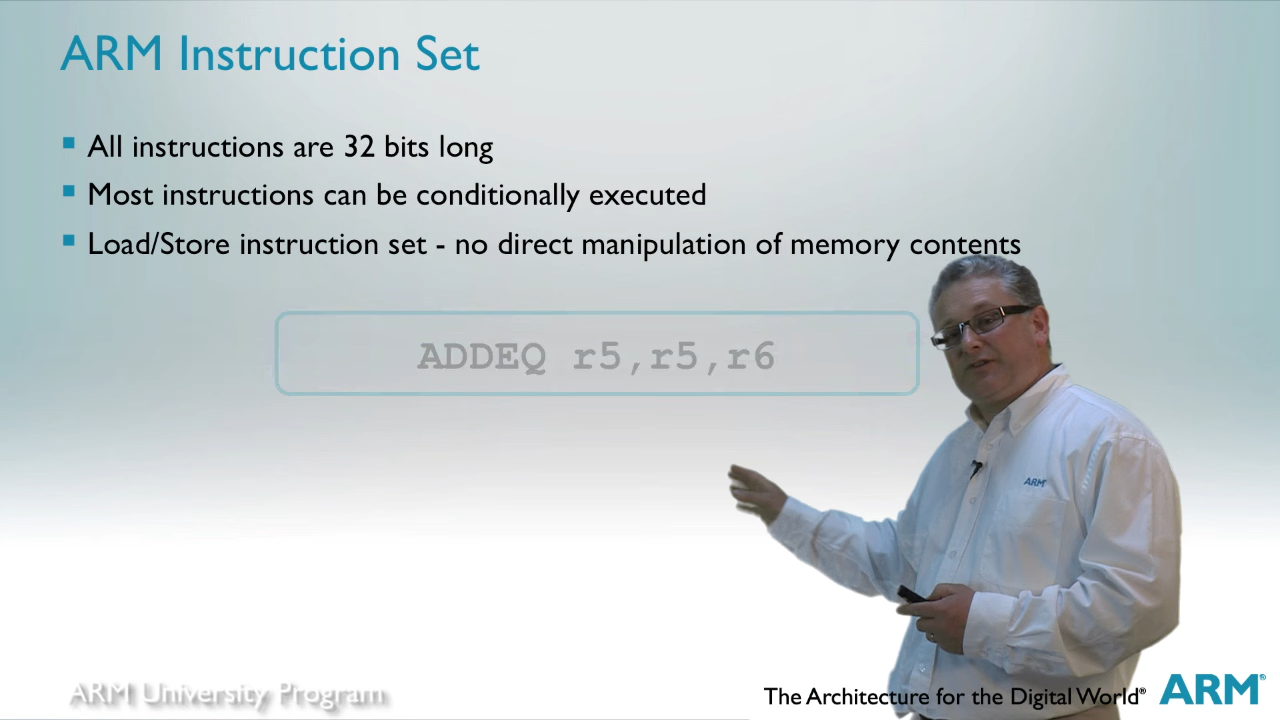 ARM Instruction Set
All instructions are 32 bits long
Most instructions can be conditionally executed
Load/Store instruction set - no direct manipulation of memory contents
ADDEQ r5,r5,r6
ARM
ARM University Program
The Architecture for the Digital World® ARM®